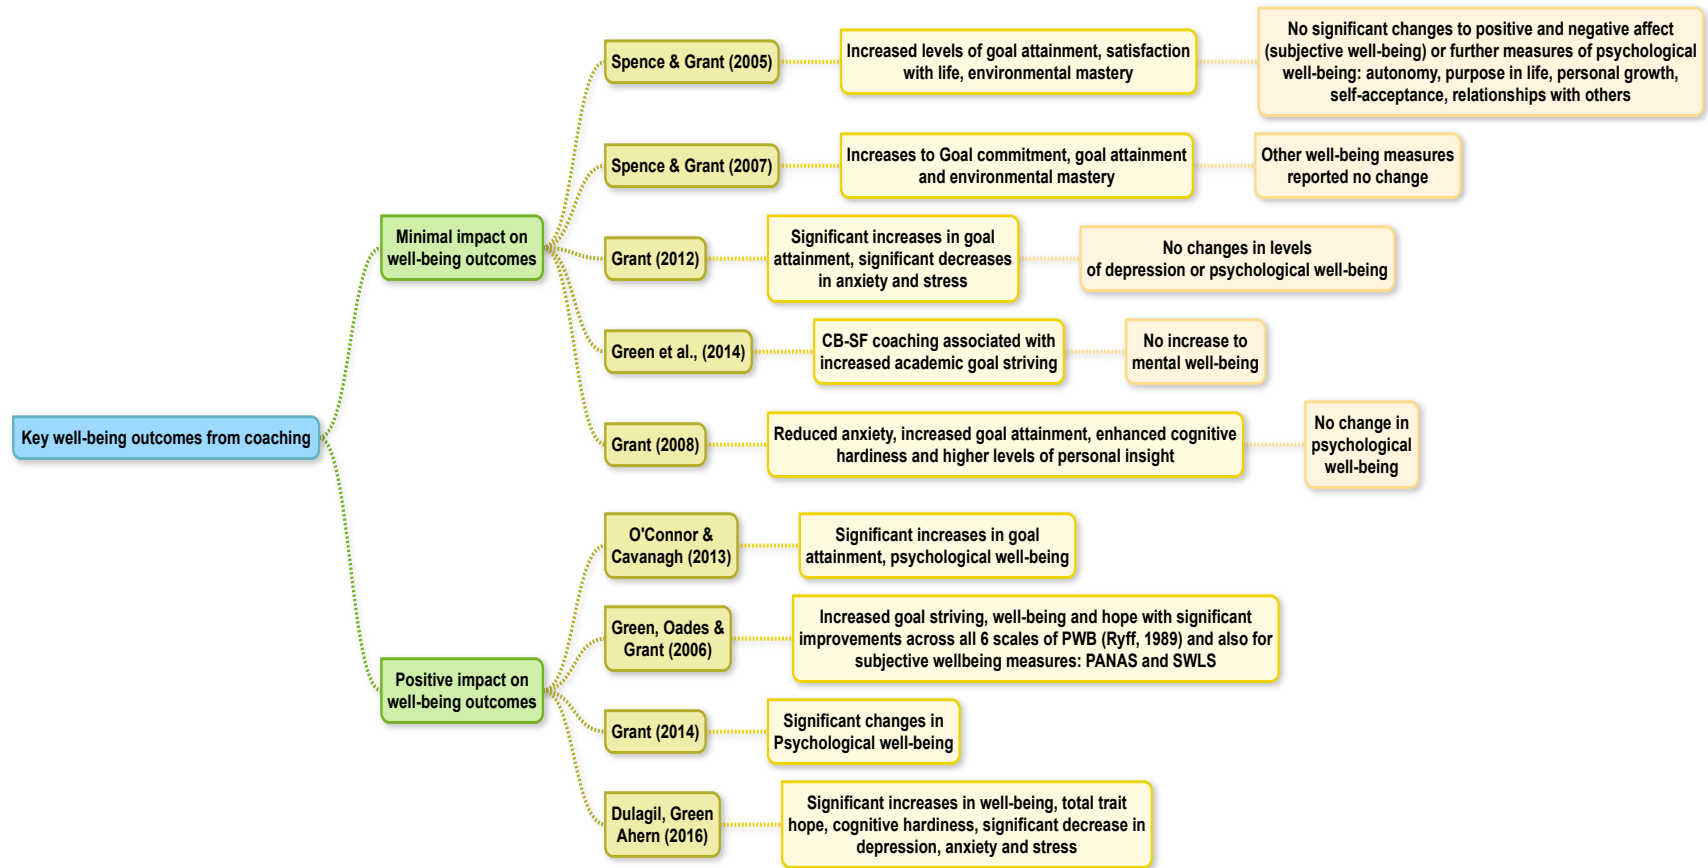 Key well-being outcomes from coaching
Minimal impact on
well-being outcomes
Spence & Grant (2005)
Increased levels of goal attainment, satisfaction
with life, environmental mastery
No significant changes to positive and negative affect
(subjective well-being) or further measures of psychological
well-being: autonomy, purpose in life, personal growth,
self-acceptance, relationships with others
Spence & Grant (2007)
Increases to Goal commitment, goal attainment
and environmental mastery
Other well-being measures
reported no change
Grant (2012)
Significant increases in goal
attainment, significant decreases
in anxiety and stress
No changes in levels
of depression or psychological well-being
Green et al., (2014)
CB-SF coaching associated with
increased academic goal striving
No increase to
mental well-being
Grant (2008)
Reduced anxiety, increased goal attainment, enhanced cognitive
hardiness and higher levels of personal insight
No change in
psychological
well-being
Positive impact on
well-being outcomes
O'Connor &
Cavanagh (2013)
Significant increases in goal
attainment, psychological well-being
Green, Oades &
Grant (2006)
Increased goal striving, well-being and hope with significant
improvements across all 6 scales of PWB (Ryff, 1989) and also for
subjective wellbeing measures: PANAS and SWLS
Grant (2014)
Significant changes in
Psychological well-being
Dulagil, Green
Ahern (2016)
Significant increases in well-being, total trait
hope, cognitive hardiness, significant decrease in
depression, anxiety and stress